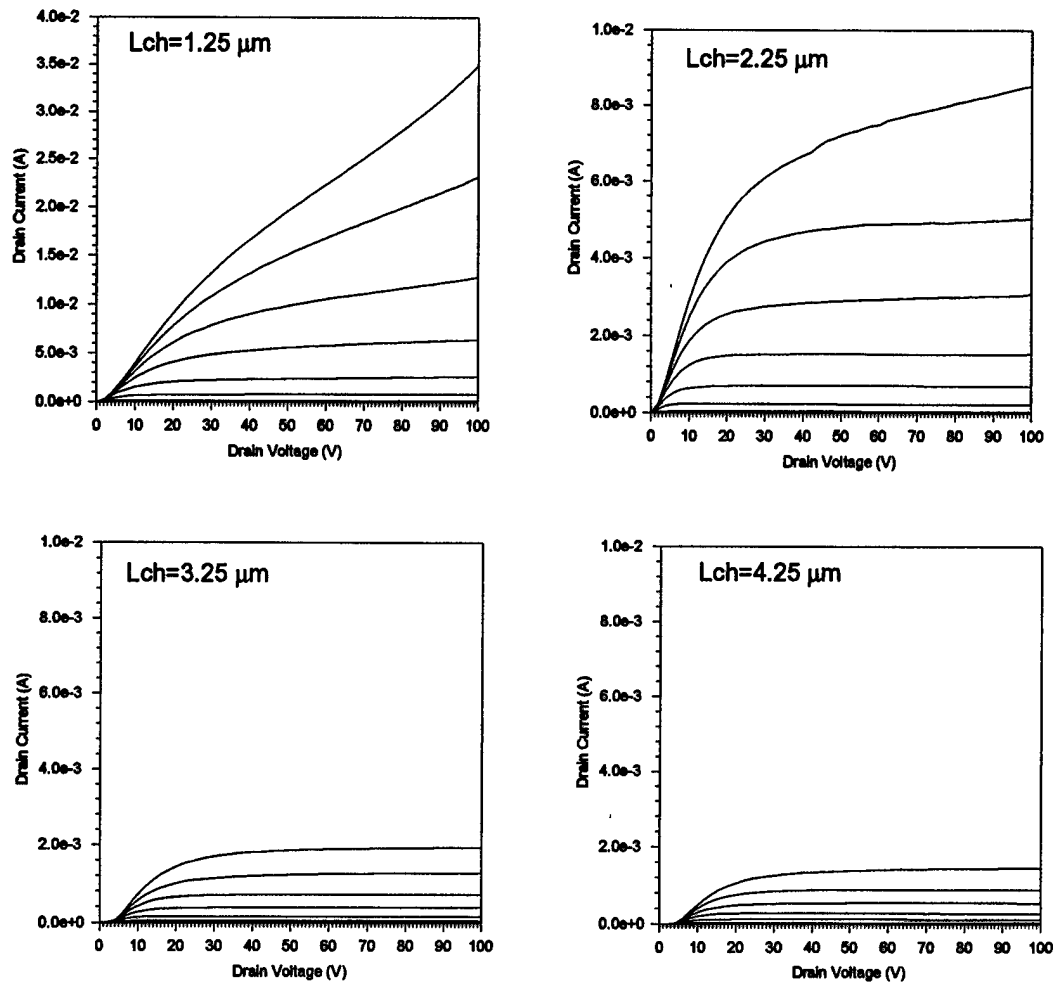 Lch=1.25 μm
4.0e-2
3.5e-2
3.0e-2
2.5e-2
2.0e-2
1.5e-2
1.0e-2
5.0e-3
0.0e+0
Drain Current (A)
0 10 20 30 40 50 60 70 80 90 100
Drain Voltage (V)
Lch=2.25 μm
1.0e-2
8.0e-3
6.0e-3
4.0e-3
2.0e-3
0.0e+0
Drain Current (A)
0 10 20 30 40 50 60 70 80 90 100
Drain Voltage (V)
Lch=3.25 μm
1.0e-2
8.0e-3
6.0e-3
4.0e-3
2.0e-3
0.0e+0
Drain Current (A)
0 10 20 30 40 50 60 70 80 90 100
Drain Voltage (V)
Lch=4.25 μm
1.0e-2
8.0e-3
6.0e-3
4.0e-3
2.0e-3
0.0e+0
Drain Current (A)
0 10 20 30 40 50 60 70 80 90 100
Drain Voltage (V)